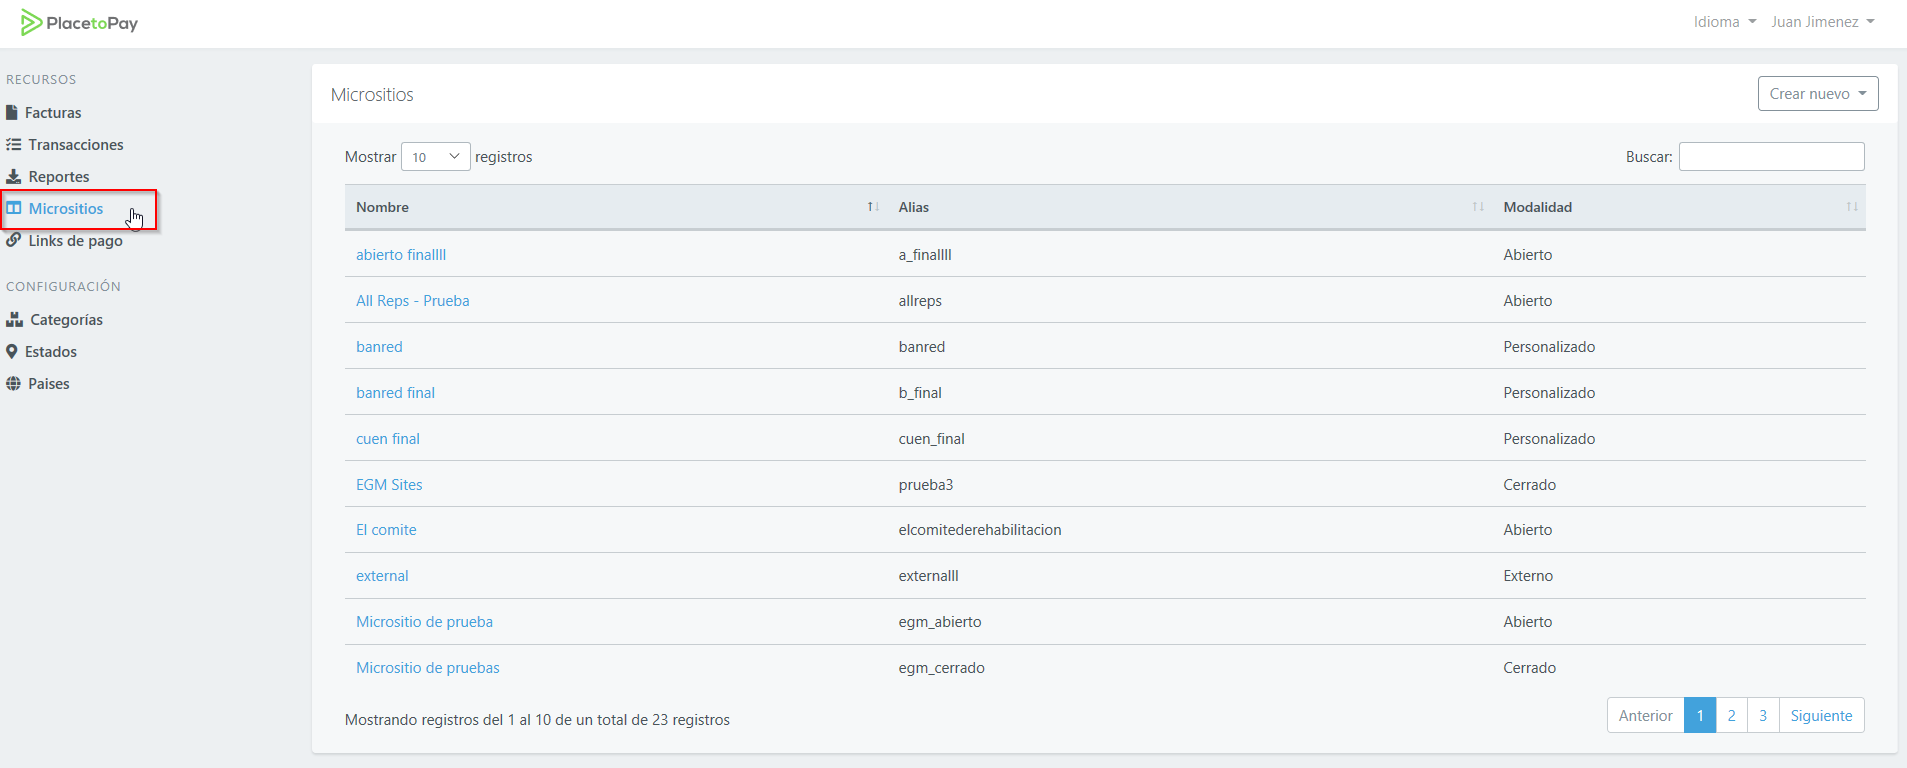 PlacetoPay
Idioma Juan Jimenez
RECURSOS
Facturas
Transacciones
Reportes
Micrositios
Links de pago
CONFIGURACIÓN
Categorías
Estados
Paises
Micrositios
Crear nuevo
Mostrar 10 registros
Buscar:
Nombre Alias Modalidad
abierto finallll a_finallll Abierto
All Reps - Prueba allreps Abierto
banred banred Personalizado
banred final b_final Personalizado
cuen final cuen_final Personalizado
EGM Sites prueba3 Cerrado
El comite elcomitederehabilitacion Abierto
external externalll Externo
Micrositio de prueba egm_abierto Abierto
Micrositio de pruebas egm_cerrado Cerrado
Mostrando registros del 1 al 10 de un total de 23 registros
Anterior 1 2 3 Siguiente